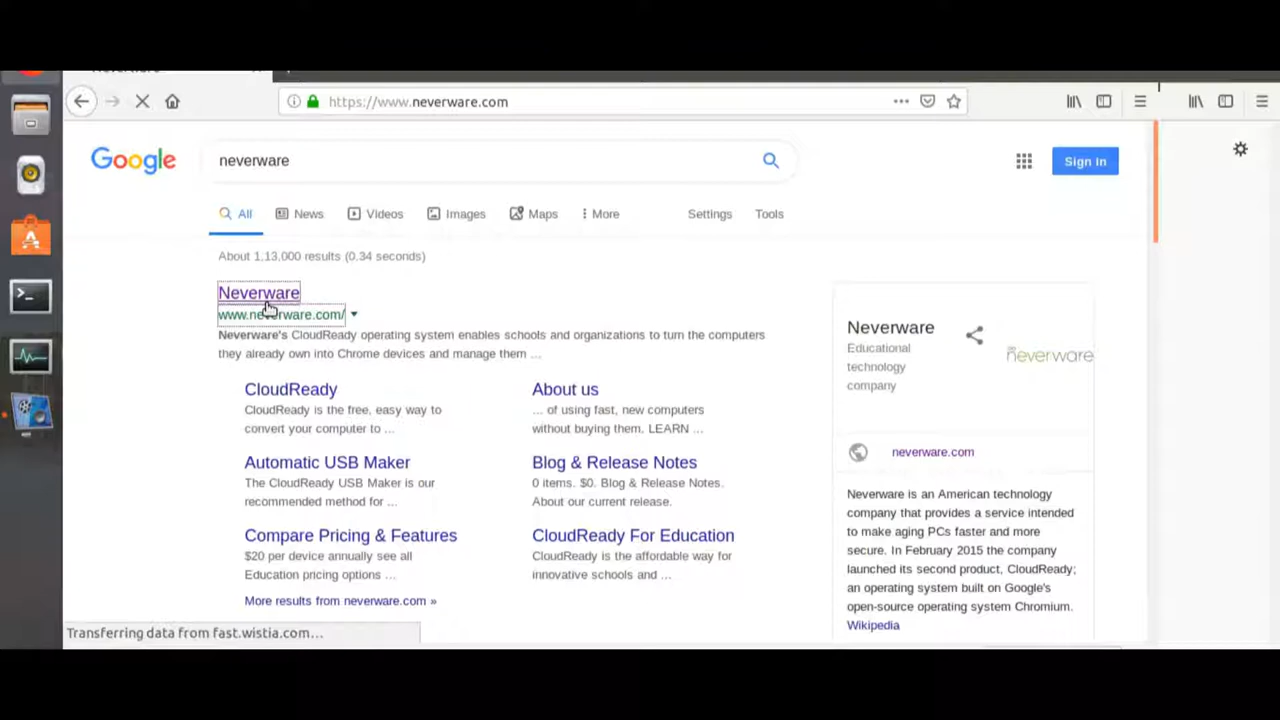 https://www.neverware.com
Google
neverware
Sign In
All
News
Videos
Images
Maps
More
Settings
Tools
About 1,13,000 results (0.34 seconds)
Neverware
www.neverware.com/
Neverware's CloudReady operating system enables schools and organizations to turn the computers
they already own into Chrome devices and manage them ...
CloudReady
CloudReady is the free, easy way to
convert your computer to ...
About us
... of using fast, new computers
without buying them. LEARN ...
Automatic USB Maker
The CloudReady USB Maker is our
recommended method for ...
Blog & Release Notes
0 items. $0. Blog & Release Notes.
About our current release.
Compare Pricing & Features
$20 per device annually see all
Education pricing options ...
CloudReady For Education
CloudReady is the affordable way for
innovative schools and ...
More results from neverware.com »
Neverware
Educational
technology
company
neverware
neverware.com
Neverware is an American technology
company that provides a service intended
to make aging PCs faster and more
secure. In February 2015 the company
launched its second product, CloudReady;
an operating system built on Google's
open-source operating system Chromium.
Wikipedia
Transferring data from fast.wistia.com…